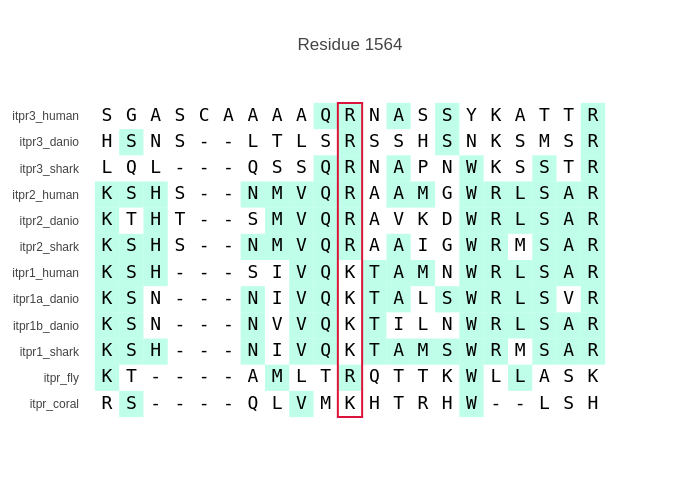 Residue 1564
itpr3_human S G A S C A A A A Q R N A S S Y K A T T R
itpr3_danio H S N S - - L T L S R S S H S N K S M S R
itpr3_shark L Q L - - - Q S S Q R N A P N W K S S T R
itpr2_human K S H S - - N M V Q R A A M G W R L S A R
itpr2_danio K T H T - - S M V Q R A V K D W R L S A R
itpr2_shark K S H S - - N M V Q R A A I G W R M S A R
itpr1_human K S H - - - S I V Q K T A M N W R L S A R
itpr1a_danio K S N - - - N I V Q K T A L S W R L S V R
itpr1b_danio K S N - - - N V V Q K T I L N W R L S A R
itpr1_shark K S H - - - N I V Q K T A M S W R M S A R
itpr_fly K T - - - - A M L T R Q T T K W L L A S K
itpr_coral R S - - - - Q L V M K H T R H W - - L S H